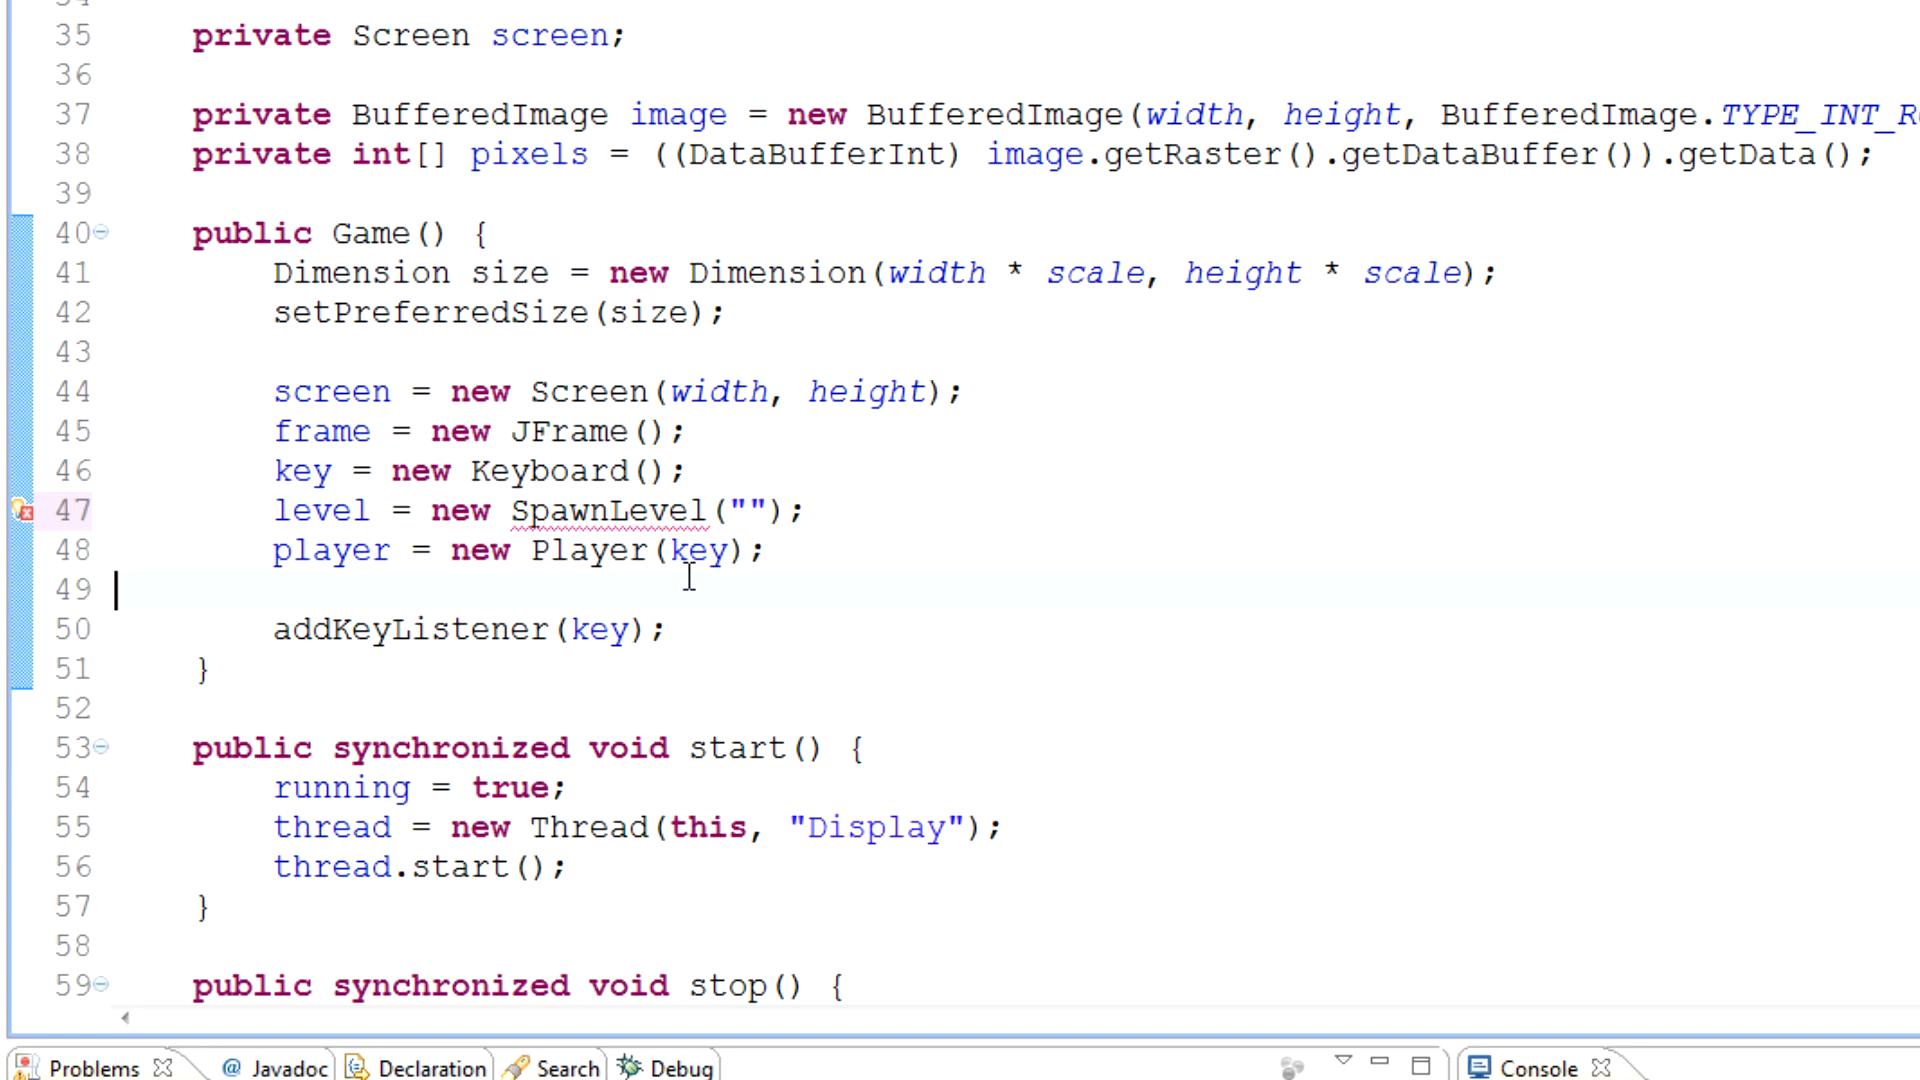 35 private Screen screen;
36
37 private BufferedImage image = new BufferedImage(width, height, BufferedImage.TYPE_INT_R
38 private int[] pixels = ((DataBufferInt) image.getRaster().getDataBuffer()).getData();
39
40 public Game() {
41 Dimension size = new Dimension(width * scale, height * scale);
42 setPreferredSize(size);
43
44 screen = new Screen(width, height);
45 frame = new JFrame();
46 key = new Keyboard();
47 level = new SpawnLevel("");
48 player = new Player(key);
49
50 addKeyListener(key);
51 }
52
53 public synchronized void start() {
54 running = true;
55 thread = new Thread(this, "Display");
56 thread.start();
57 }
58
59 public synchronized void stop() {
Problems @ Javadoc Declaration Search Debug Console